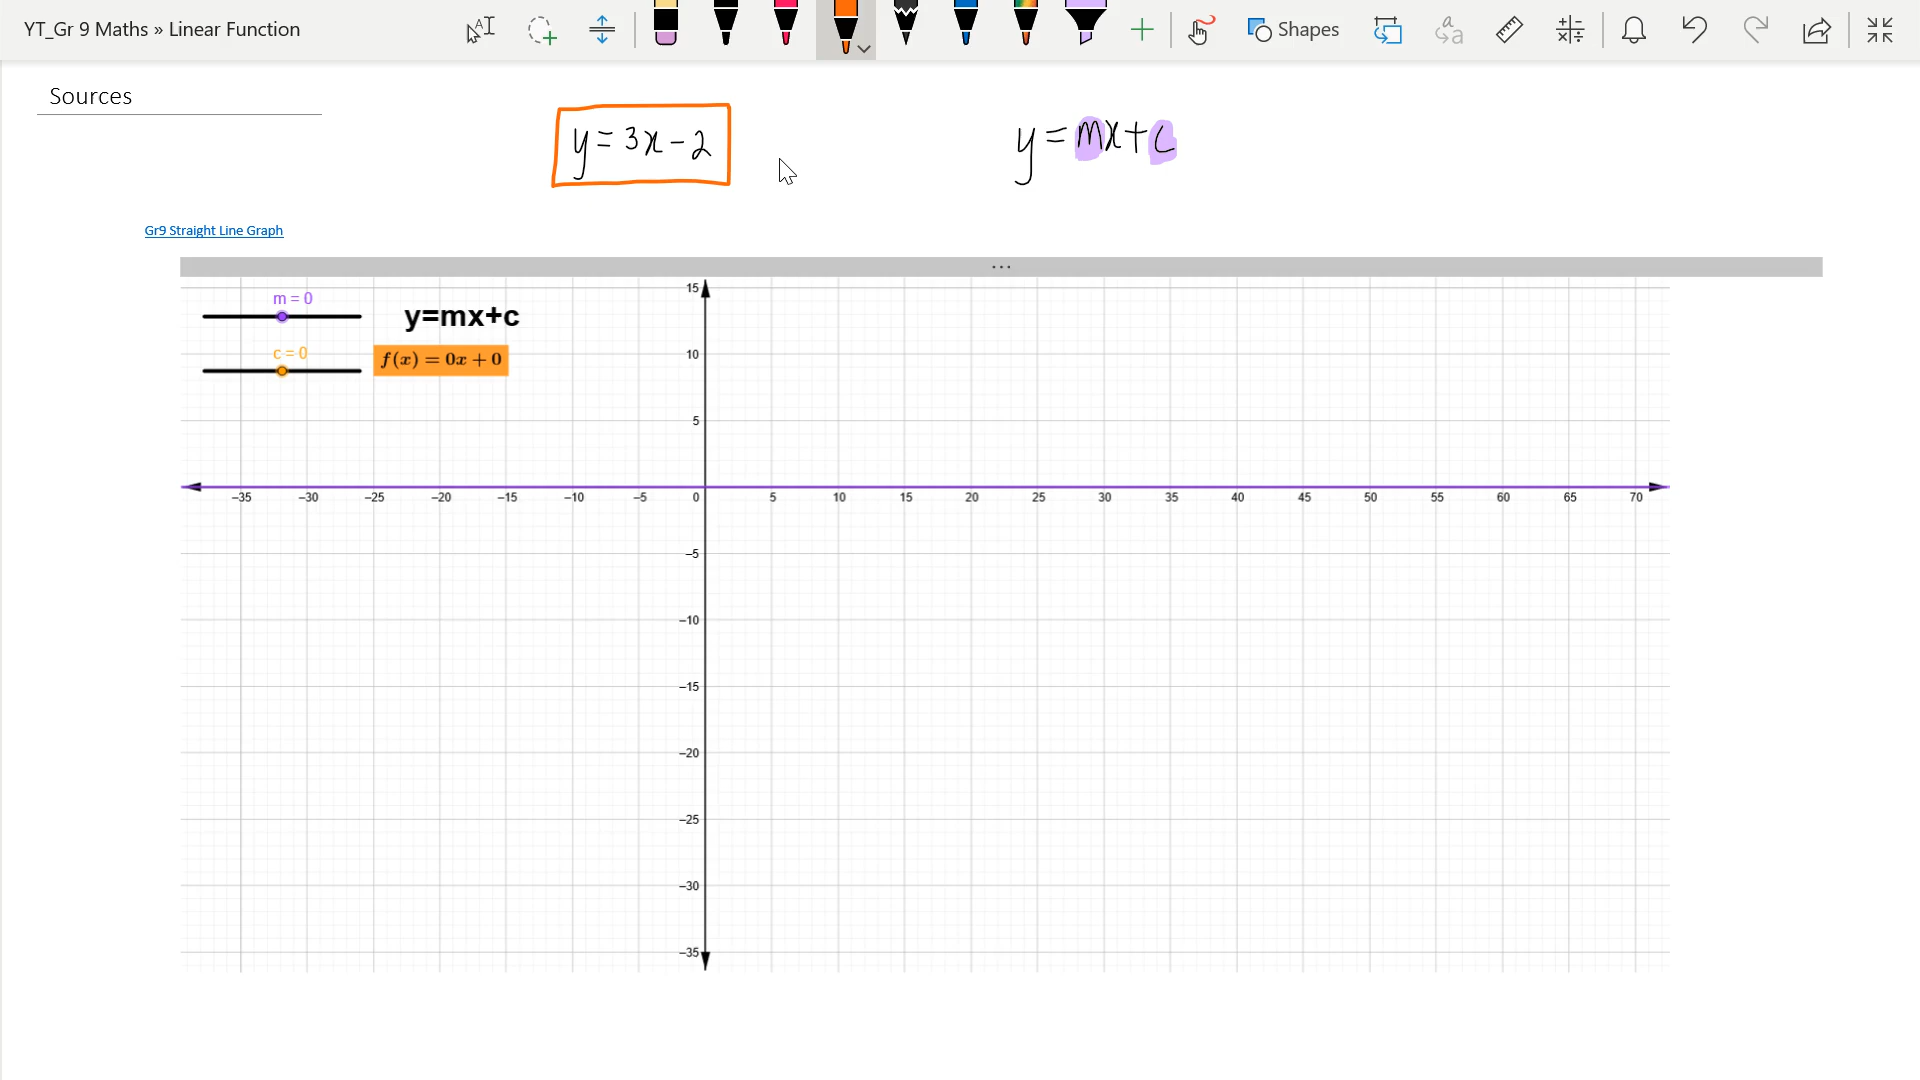 YT_Gr 9 Maths » Linear Function
Shapes
Sources
y = 3x - 2
y = mx + c
Gr9 Straight Line Graph
m = 0
y=mx+c
c = 0
f(x) = 0x + 0
15
10
5
−35 −30 −25 −20 −15 −10 −5 0 5 10 15 20 25 30 35 40 45 50 55 60 65 70
−5
−10
−15
−20
−25
−30
−35